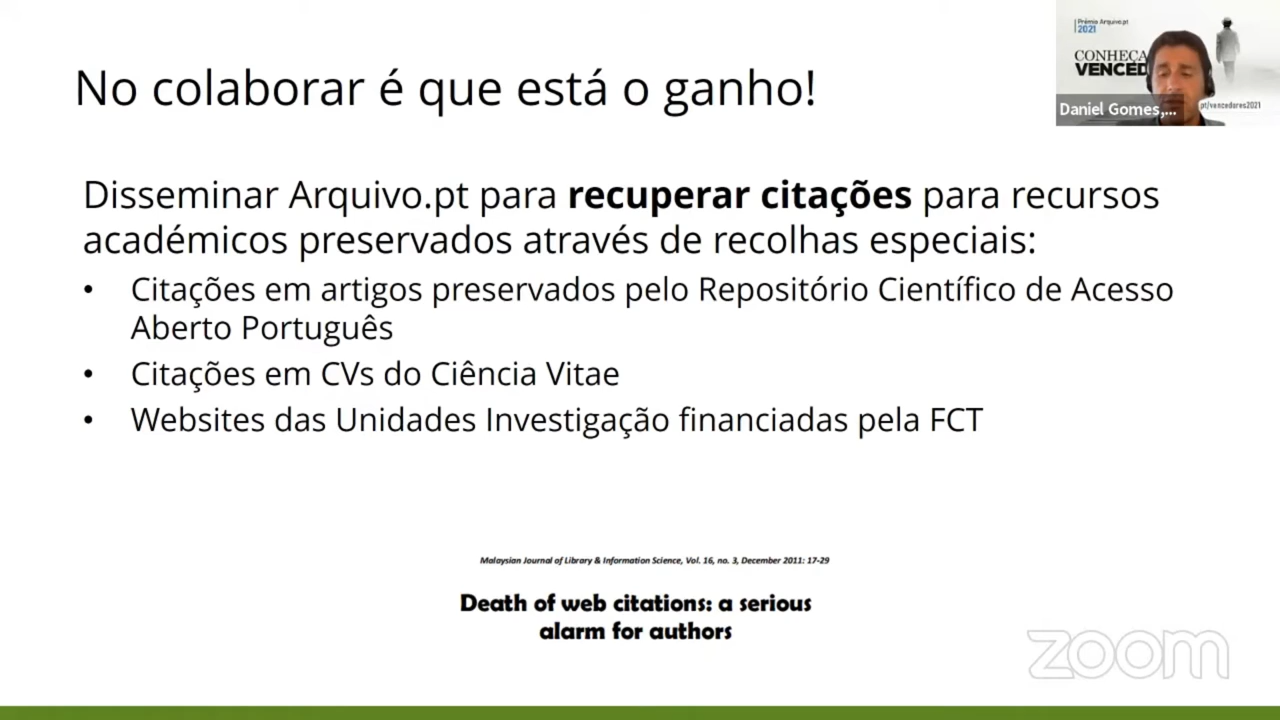 No colaborar é que está o ganho!
Prémio Arquivo.pt
2021
CONHEÇA
VENCED
Daniel Gomes,...
pt/vencedores2021
Disseminar Arquivo.pt para recuperar citações para recursos
académicos preservados através de recolhas especiais:
• Citações em artigos preservados pelo Repositório Científico de Acesso
Aberto Português
• Citações em CVs do Ciência Vitae
• Websites das Unidades Investigação financiadas pela FCT
Malaysian Journal of Library & Information Science, Vol. 16, no. 3, December 2011: 17-29
Death of web citations: a serious
alarm for authors
zoom